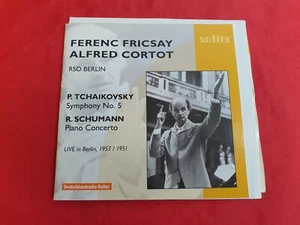 audite
FERENC FRICSAY
ALFRED CORTOT
RSO BERLIN
P. TCHAIKOVSKY
Symphony No. 5
R. SCHUMANN
Piano Concerto
LIVE in Berlin, 1957 / 1951
Deutschlandradio Kultur